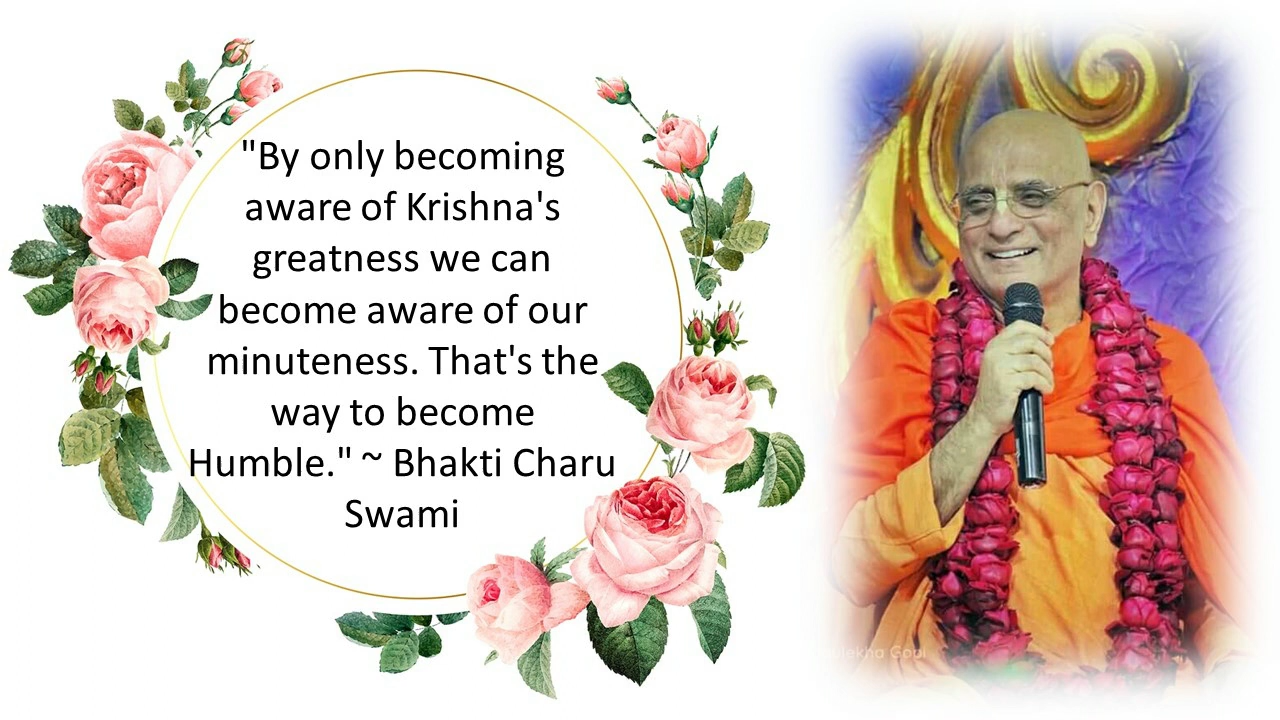 "By only becoming
aware of Krishna's
greatness we can
become aware of our
minuteness. That's the
way to become
Humble." ~ Bhakti Charu
Swami